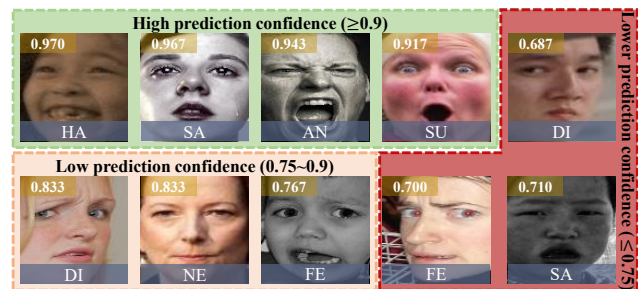 High prediction confidence (≥0.9)
0.970
0.967
0.943
0.917
0.687
HA
SA
AN
SU
DI
Low prediction confidence (0.75~0.9)
0.833
0.833
0.767
0.700
0.710
DI
NE
FE
FE
SA
Lower prediction confidence (≤0.75)